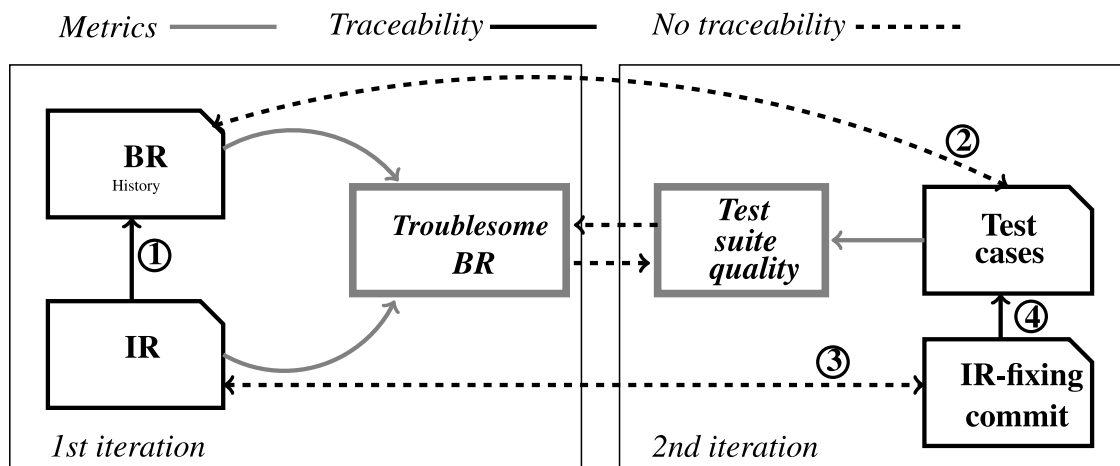 Metrics
Traceability
No traceability
BR
History
①
IR
Troublesome
BR
1st iteration
②
Test
suite
quality
Test
cases
④
③
IR-fixing
commit
2nd iteration